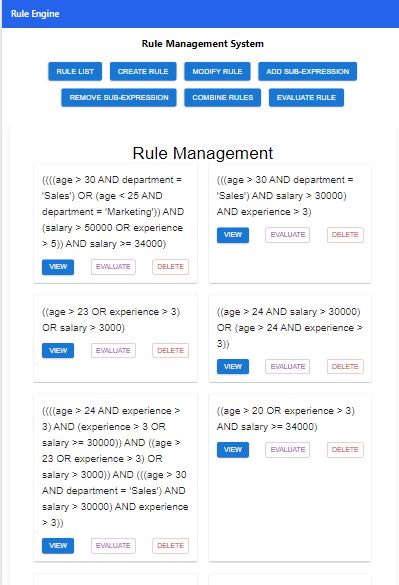 Rule Engine
Rule Management System
RULE LIST
CREATE RULE
MODIFY RULE
ADD SUB-EXPRESSION
REMOVE SUB-EXPRESSION
COMBINE RULES
EVALUATE RULE
Rule Management
((((age > 30 AND department =
'Sales') OR (age < 25 AND
department = 'Marketing')) AND
(salary > 50000 OR experience
> 5)) AND salary >= 34000)
VIEW
EVALUATE
DELETE
(((age > 30 AND department =
'Sales') AND salary > 30000)
AND experience > 3)
VIEW
EVALUATE
DELETE
((age > 23 OR experience > 3)
OR salary > 3000)
VIEW
EVALUATE
DELETE
((age > 24 AND salary > 30000)
OR (age > 24 AND experience >
3))
VIEW
EVALUATE
DELETE
((((age > 24 AND experience >
3) AND (experience > 3 OR
salary >= 30000)) AND ((age >
23 OR experience > 3) OR
salary > 3000)) AND (((age > 30
AND department = 'Sales') AND
salary > 30000) AND experience
> 3))
VIEW
EVALUATE
DELETE
((age > 20 OR experience > 3)
AND salary >= 34000)
VIEW
EVALUATE
DELETE